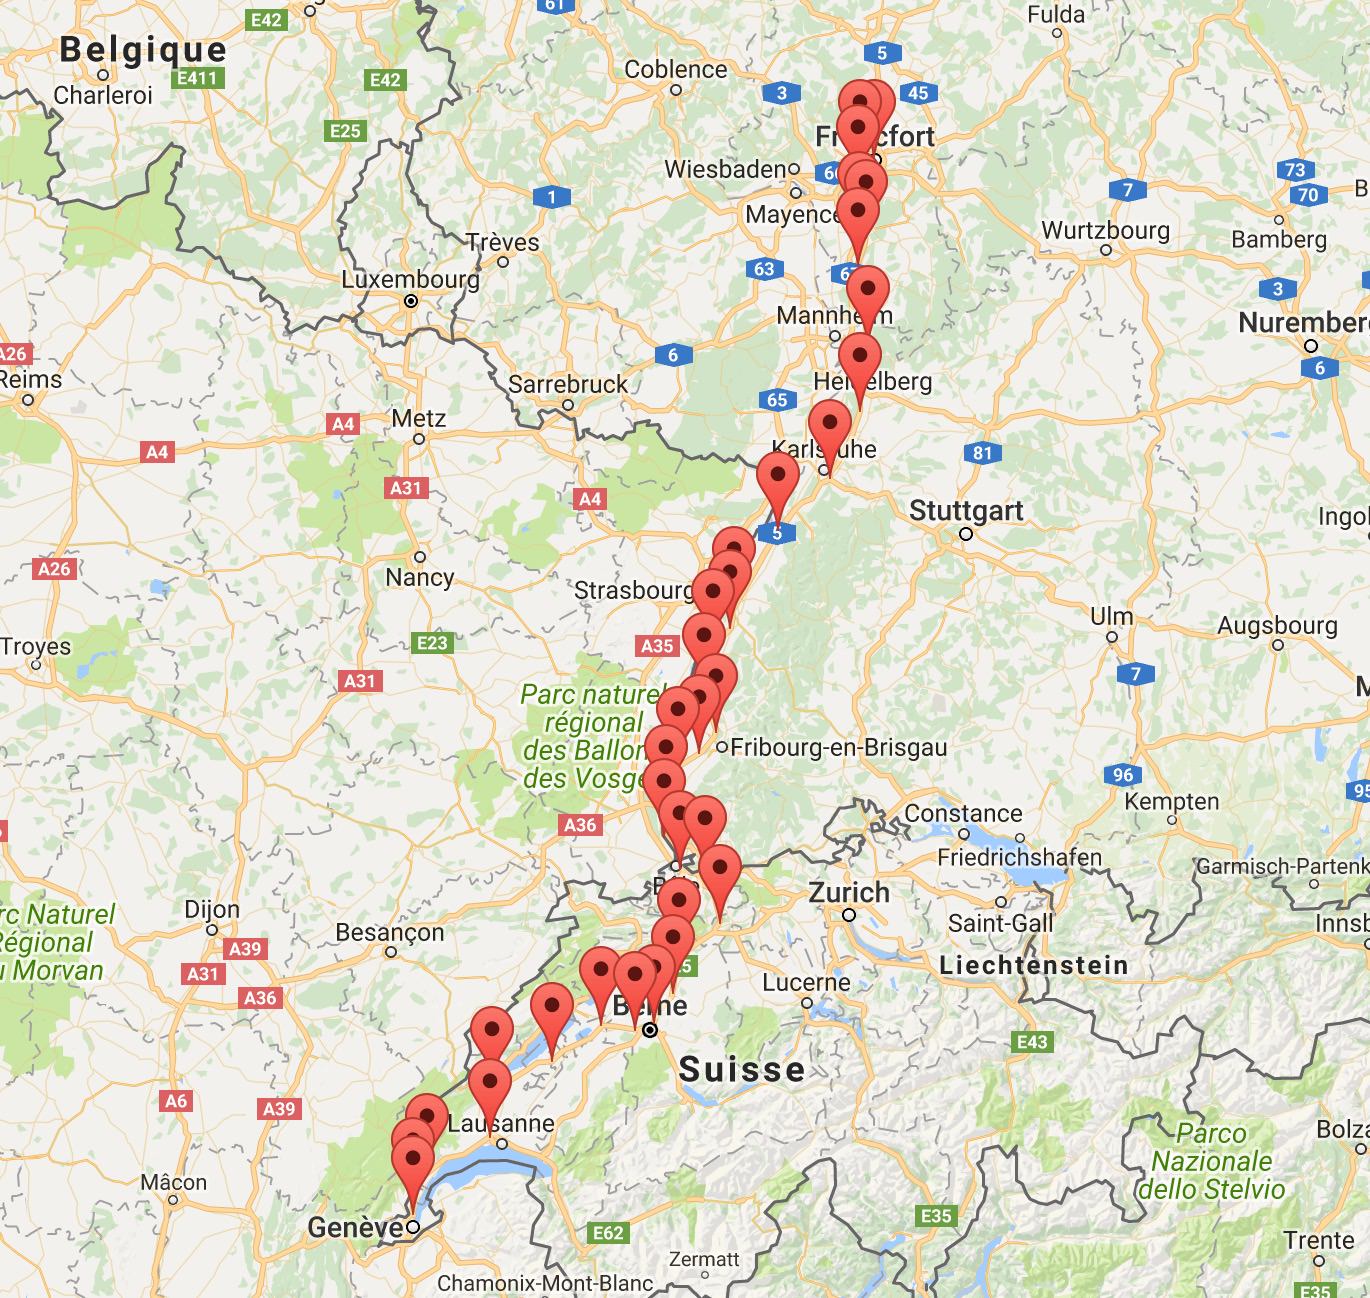 E42
61
Fulda
Belgique
5
E411
E42
Coblence
3
45
Charleroi
E25
Wiesbaden
73
1
7
70
Mayence
Trèves
Wurtzbourg
Bamberg
63
Luxembourg
3
Mannheim
Nuremberg
A26
6
6
Reims
Sarrebruck
Heidelberg
65
Metz
A4
A4
Karlsruhe
81
A31
A4
Stuttgart
5
A26
Nancy
Strasbourg
Ulm
Augsbourg
Troyes
E23
A35
7
A31
Parc naturel
régional
des Ballons
des Vosges
Fribourg-en-Brisgau
96
Kempten
95
A36
Constance
Friedrichshafen
Garmisch-Partenk
Zurich
Dijon
rc Naturel
Régional
u Morvan
Besançon
Saint-Gall
Innsb
A39
A31
A36
Liechtenstein
Lucerne
Berne
E43
Suisse
A6
A39
Lausanne
Parco
Nazionale
dello Stelvio
Bolza
Mâcon
Genève
E35
E62
Zermatt
Trente
Chamonix-Mont-Blanc
E35